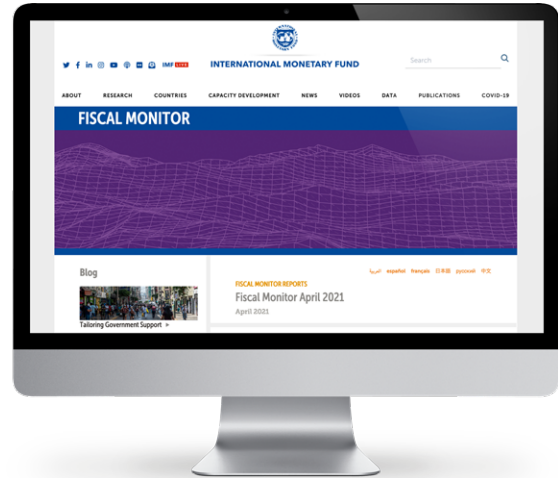 IMF LIVE
INTERNATIONAL MONETARY FUND
Search
ABOUT RESEARCH COUNTRIES CAPACITY DEVELOPMENT NEWS VIDEOS DATA PUBLICATIONS COVID-19
FISCAL MONITOR
Blog
العربية español français 日本語 русский 中文
FISCAL MONITOR REPORTS
Fiscal Monitor April 2021
April 2021
Tailoring Government Support »